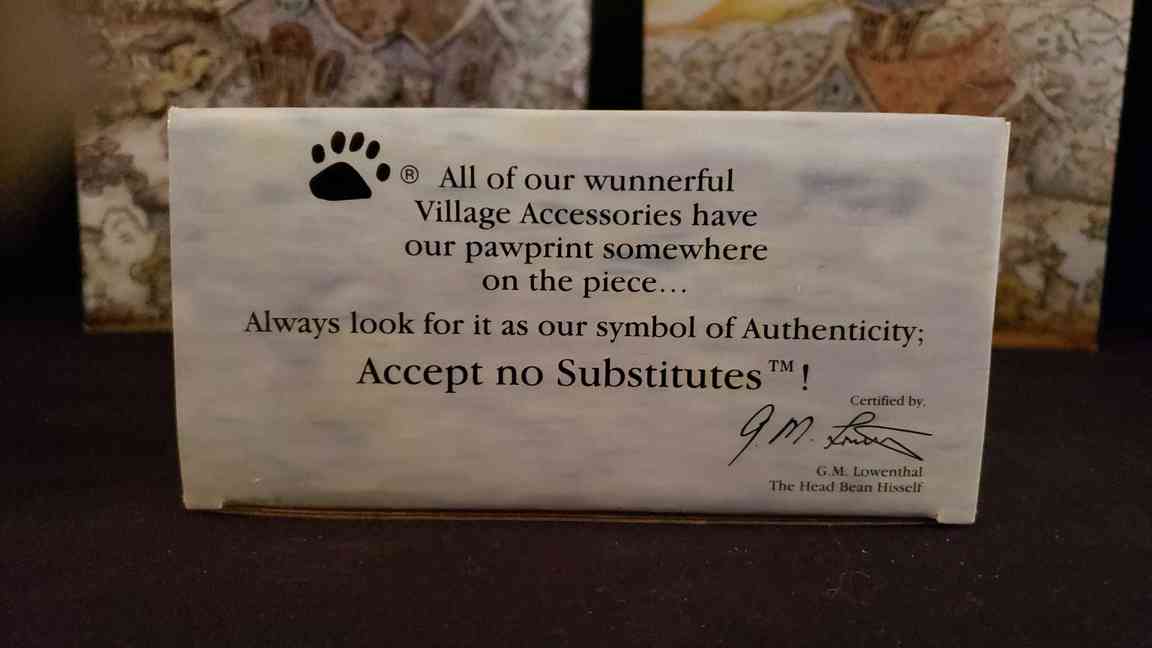 ® All of our wunnerful
Village Accessories have
our pawprint somewhere
on the piece...
Always look for it as our symbol of Authenticity;
Accept no Substitutes™!
Certified by,
G.M. Lowenthal
G.M. Lowenthal
The Head Bean Hisself